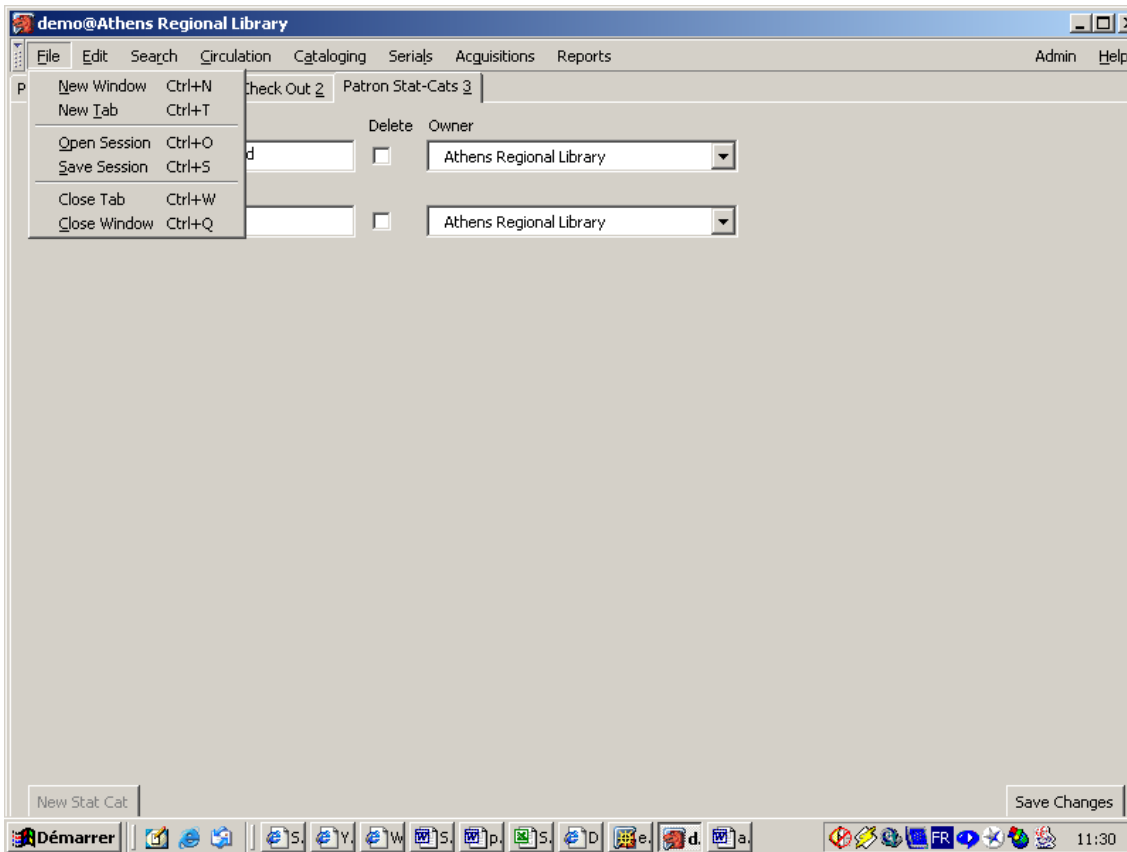 demo@Athens Regional Library
File Edit Search Circulation Cataloging Serials Acquisitions Reports Admin Help
P Check Out 2 Patron Stat-Cats 3
New Window Ctrl+N
New Tab Ctrl+T
Open Session Ctrl+O
Save Session Ctrl+S
Close Tab Ctrl+W
Close Window Ctrl+Q
Delete Owner
d Athens Regional Library
Athens Regional Library
New Stat Cat Save Changes
Démarrer S. Y. W S. p. S. D e. d. a. FR 11:30